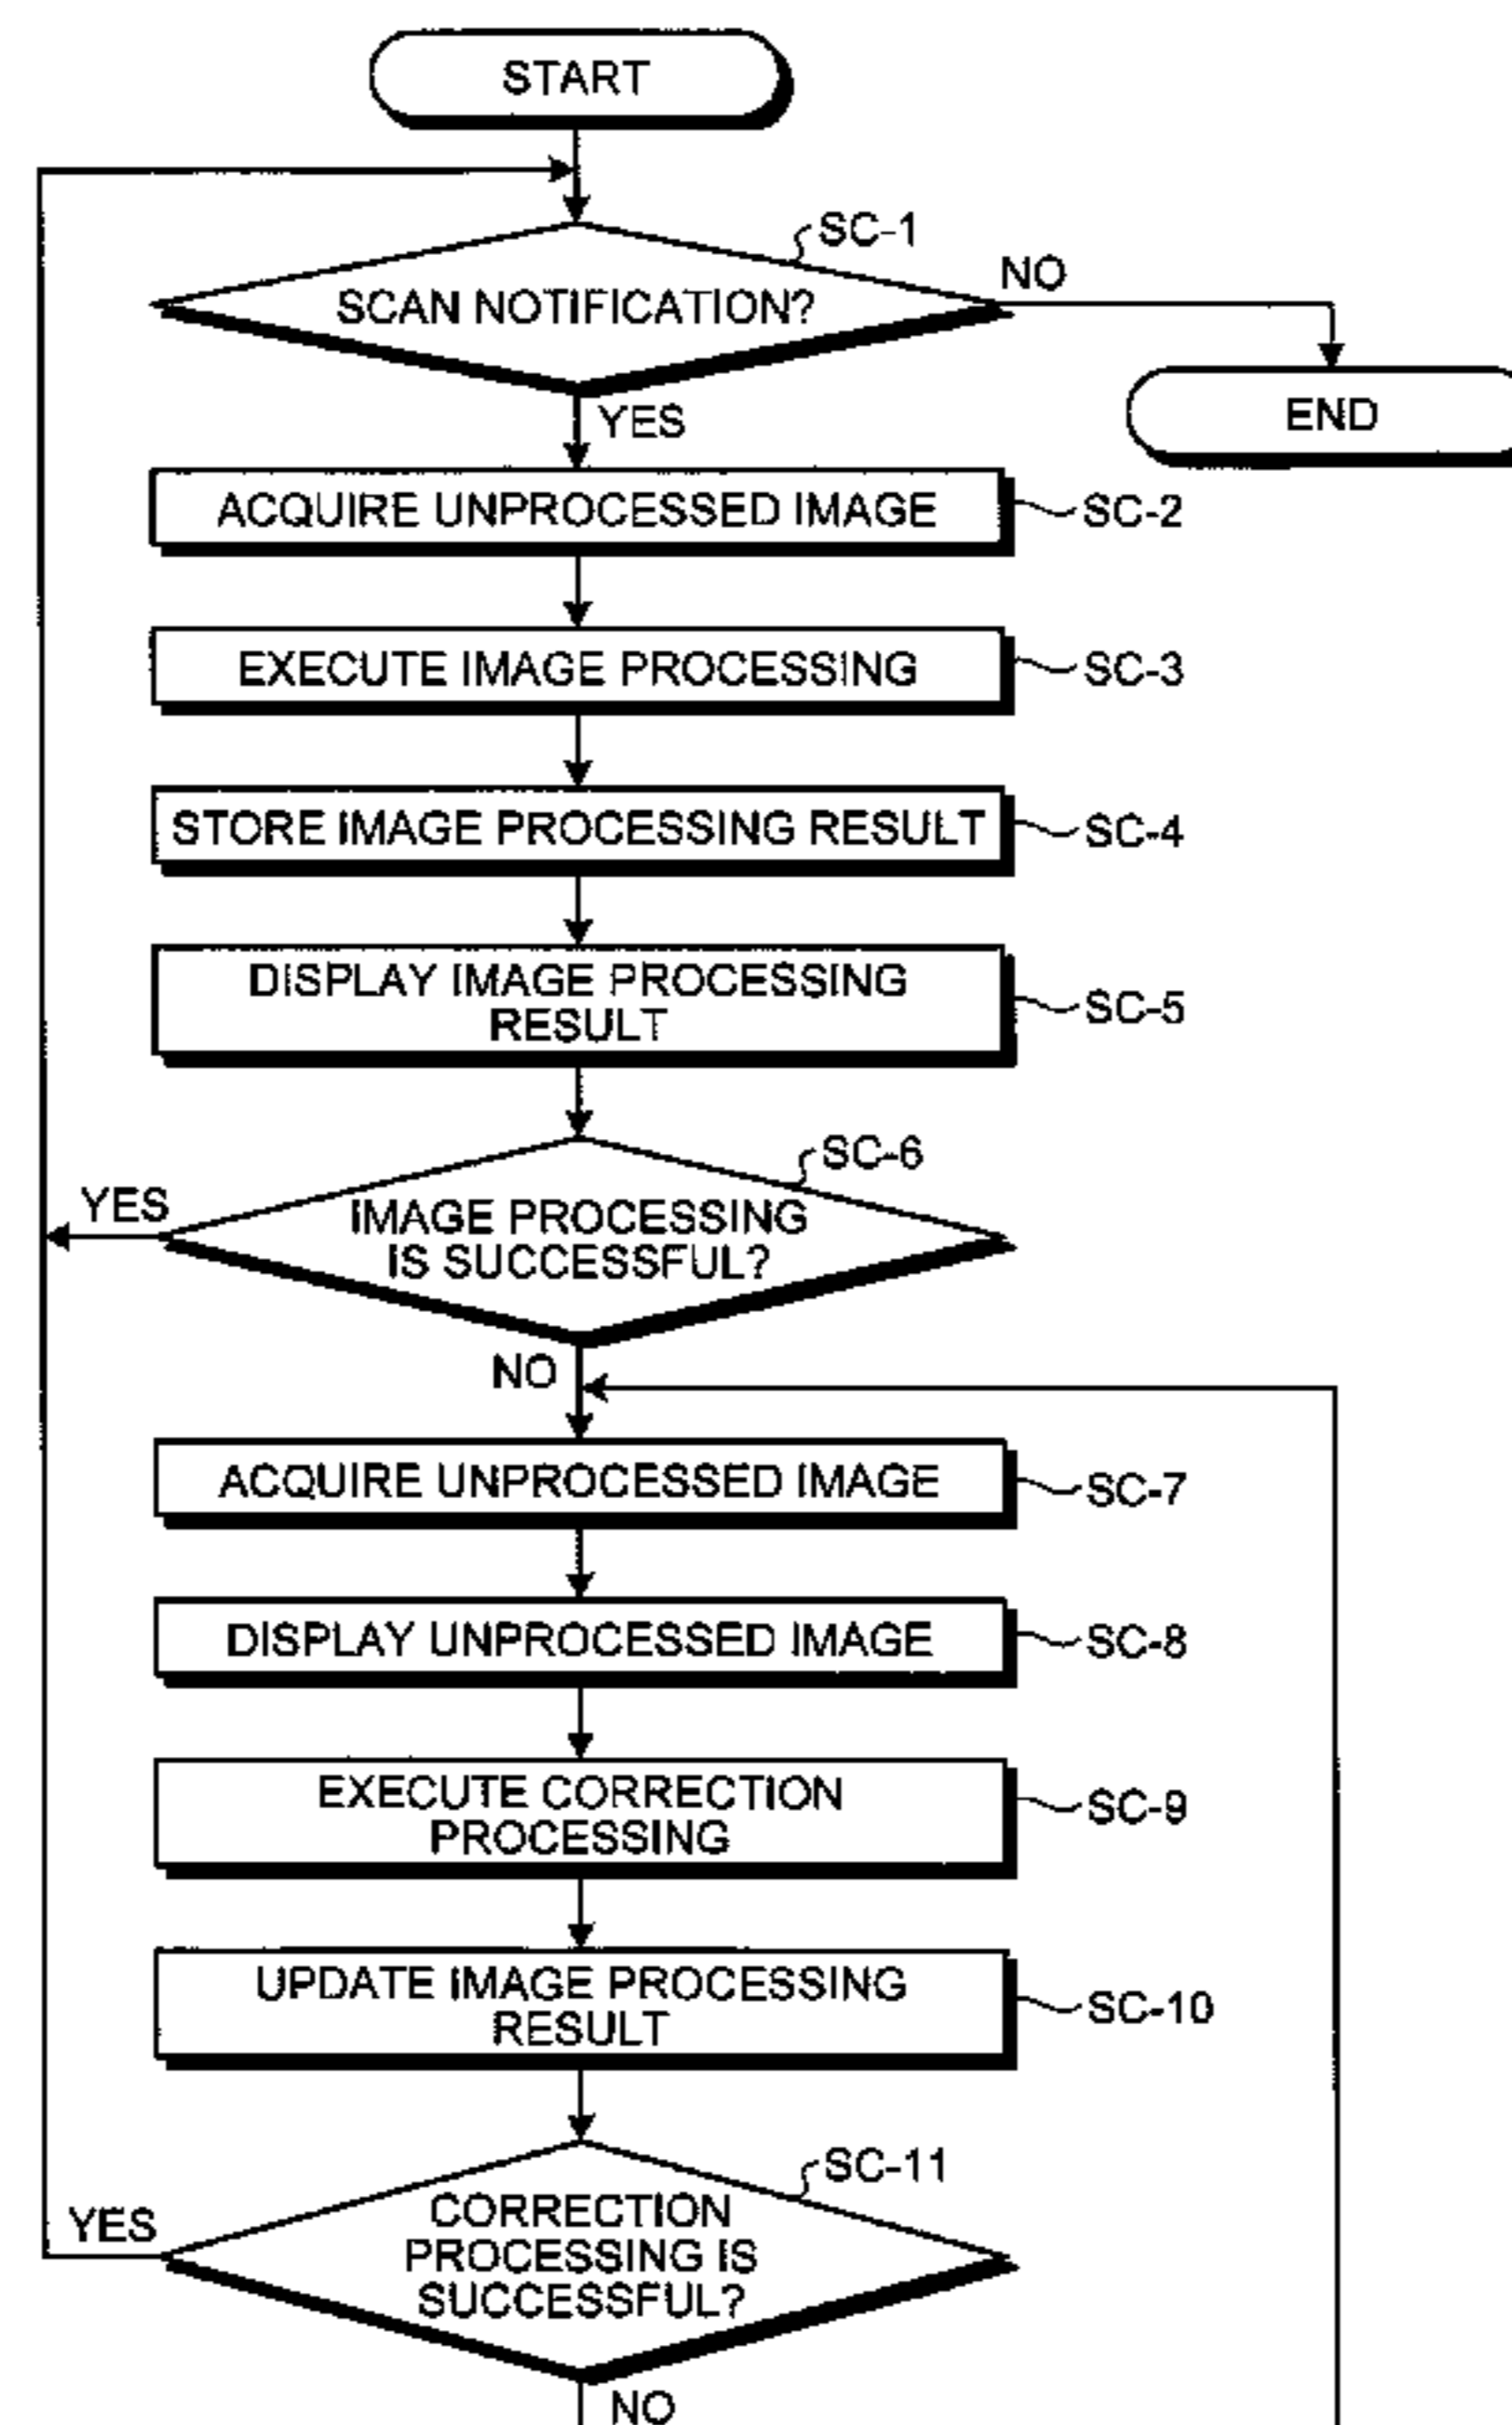 START
SC-1
SCAN NOTIFICATION?
NO
END
YES
ACQUIRE UNPROCESSED IMAGE
SC-2
EXECUTE IMAGE PROCESSING
SC-3
STORE IMAGE PROCESSING RESULT
SC-4
DISPLAY IMAGE PROCESSING
RESULT
SC-5
SC-6
YES
IMAGE PROCESSING
IS SUCCESSFUL?
NO
ACQUIRE UNPROCESSED IMAGE
SC-7
DISPLAY UNPROCESSED IMAGE
SC-8
EXECUTE CORRECTION
PROCESSING
SC-9
UPDATE IMAGE PROCESSING
RESULT
SC-10
SC-11
YES
CORRECTION
PROCESSING IS
SUCCESSFUL?
NO